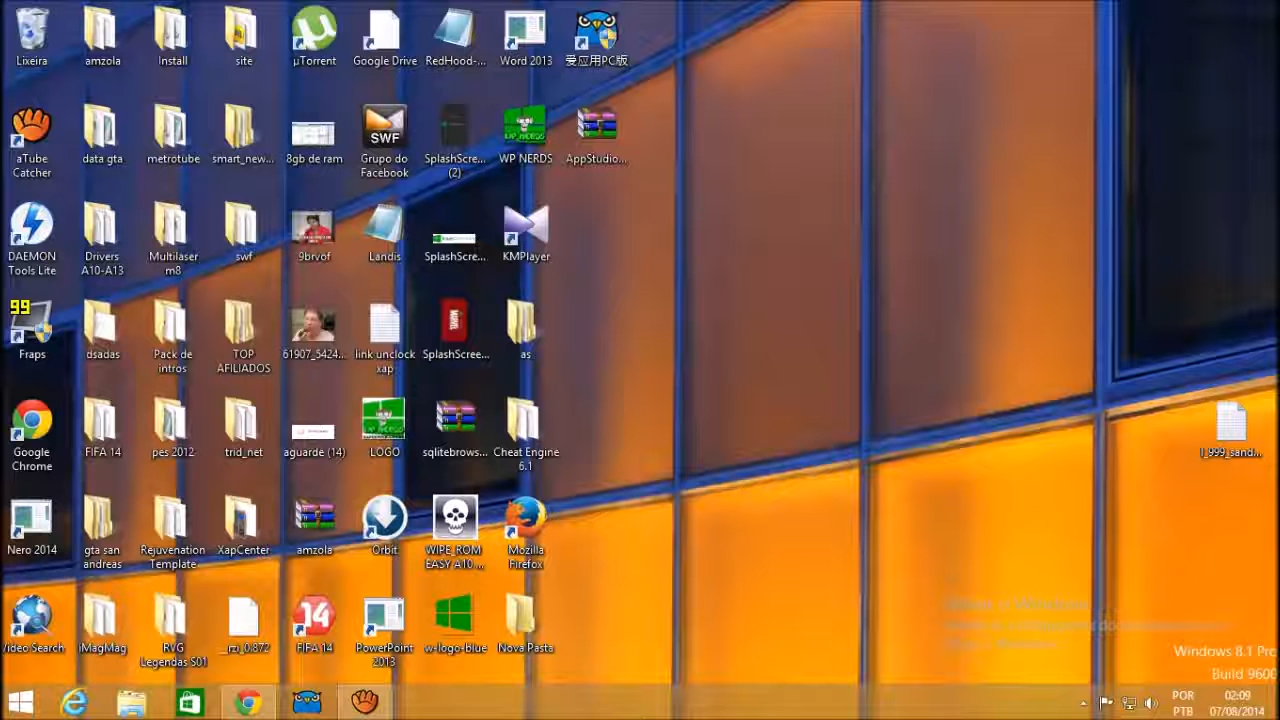 Lixeira
amzola
Install
site
µTorrent
Google Drive
RedHood-...
Word 2013
爱应用PC版
aTube
Catcher
data gta
metrotube
smart_new...
8gb de ram
SWF
Grupo do
Facebook
SplashScre...
(2)
XAP_NERDS
WP NERDS
AppStudio...
DAEMON
Tools Lite
Drivers
A10-A13
Multilaser
m8
swf
9brvof
Landis
SplashScre...
KMPlayer
99
Fraps
dsadas
Pack de
intros
TOP
AFILIADOS
61907_5424...
link unclock
xap
MARVEL
SplashScre...
as
Google
Chrome
FIFA 14
pes 2012
trid_net
aguarde (14)
LOGO
sqlitebrows...
Cheat Engine
6.1
Nero 2014
gta san
andreas
Rejuvenation
Template
XapCenter
amzola
Orbit
WIPE_ROM
EASY A10...
Mozilla
Firefox
Video Search
iMagMag
RVG
Legendas S01
14
FIFA 14
PowerPoint
2013
w-logo-blue
Nova Pasta
Windows 8.1 Pro
Build 9600
POR
PTB
02:09
07/08/2014